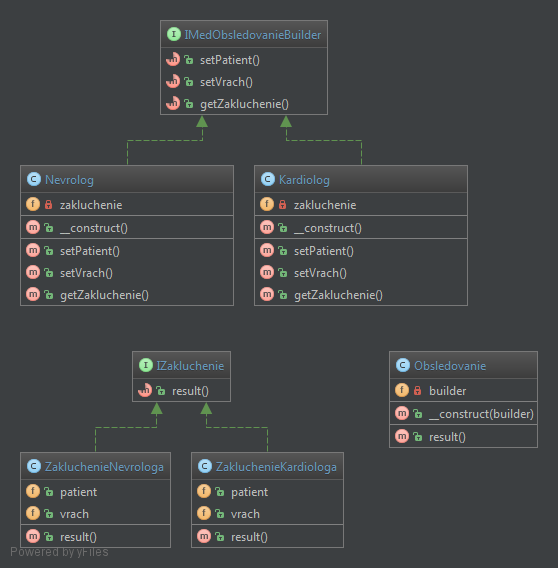 IMedObsledovanieBuilder
setPatient()
setVrach()
getZakluchenie()
Nevrolog
zakluchenie
__construct()
setPatient()
setVrach()
getZakluchenie()
Kardiolog
zakluchenie
__construct()
setPatient()
setVrach()
getZakluchenie()
IZakluchenie
result()
Obsledovanie
builder
__construct(builder)
result()
ZakluchenieNevrologa
patient
vrach
result()
ZakluchenieKardiologa
patient
vrach
result()
Powered by yFiles